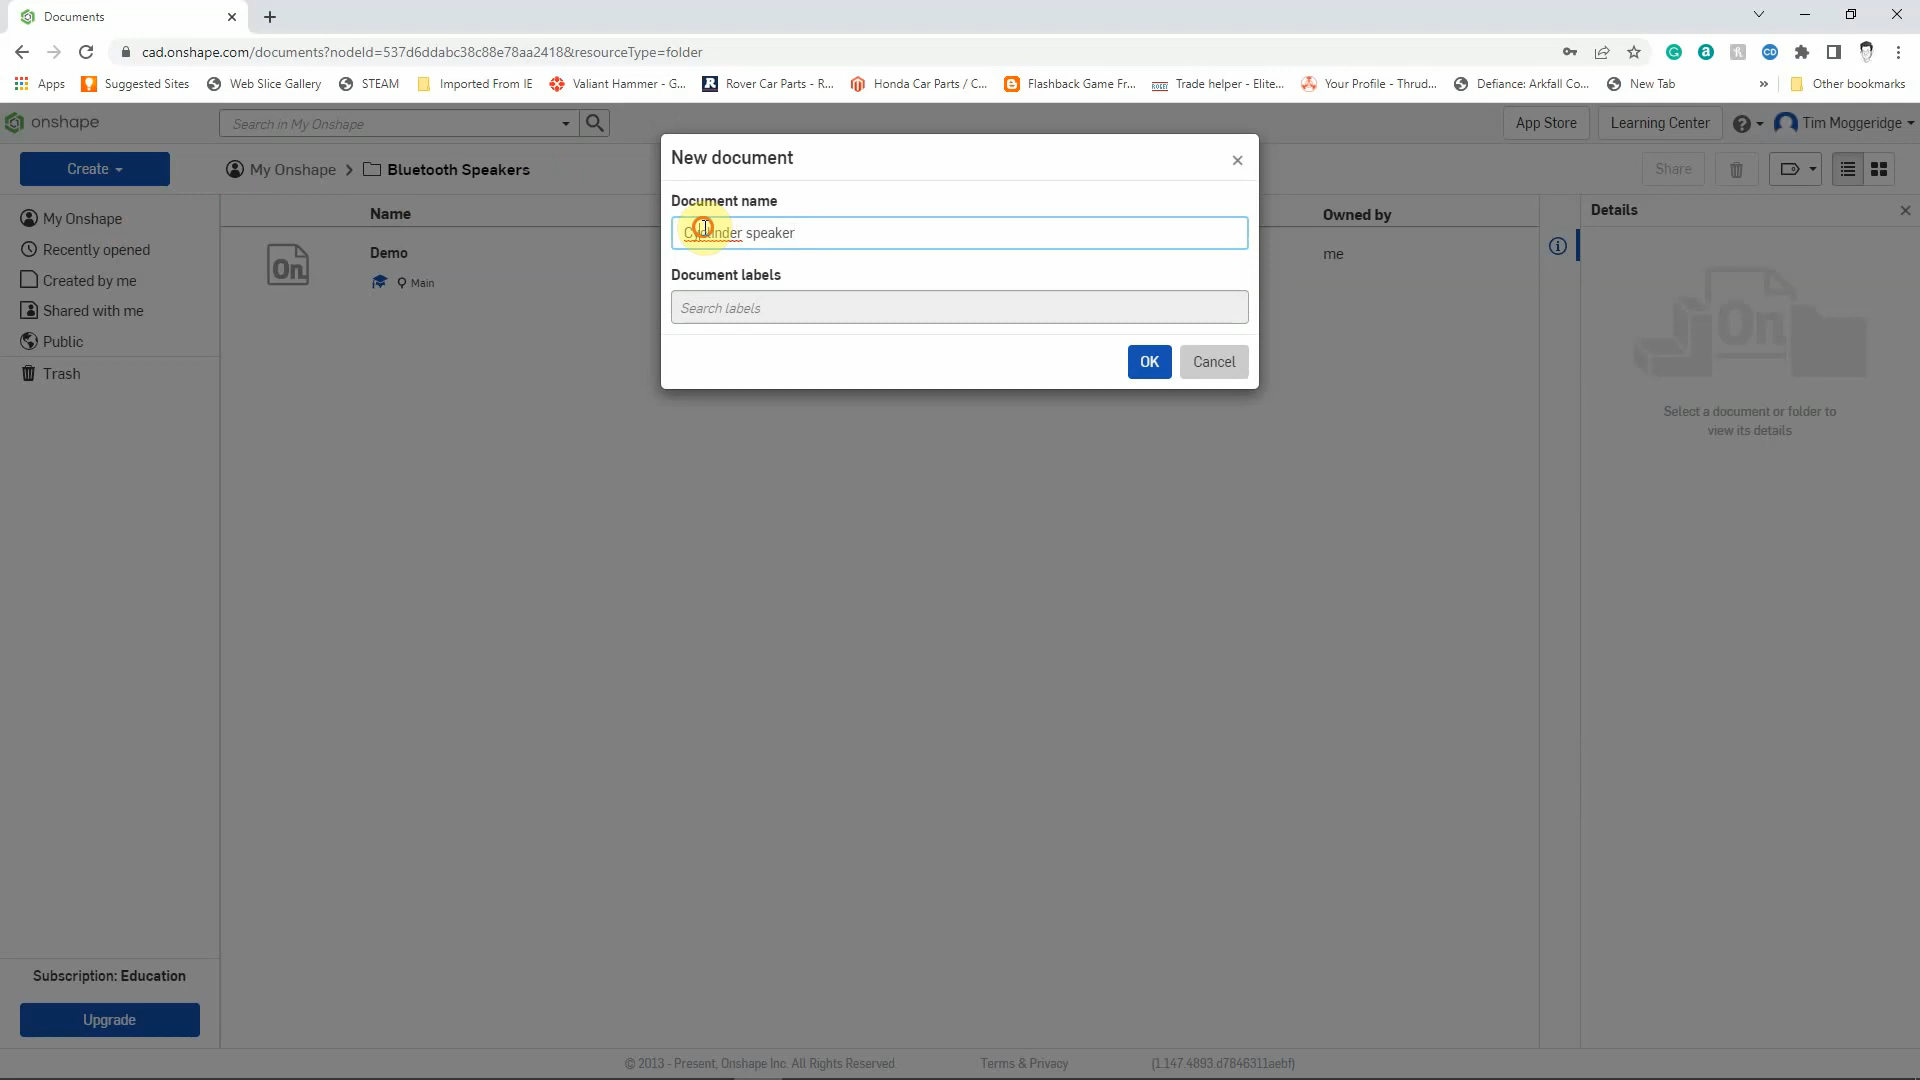 Documents
cad.onshape.com/documents?nodeId=537d6ddabc38c88e78aa2418&resourceType=folder
Apps
Suggested Sites
Web Slice Gallery
STEAM
Imported From IE
Valiant Hammer - G...
Rover Car Parts - R...
Honda Car Parts / C...
Flashback Game Fr...
Trade helper - Elite...
Your Profile - Thrud...
Defiance: Arkfall Co...
New Tab
»
Other bookmarks
onshape
Search in My Onshape
App Store
Learning Center
Tim Moggeridge
Create
My Onshape > Bluetooth Speakers
Share
New document
Document name
speaker
Document labels
Search labels
OK
Cancel
My Onshape
Recently opened
Created by me
Shared with me
Public
Trash
Name
Owned by
Details
Demo
Main
me
On
On
Select a document or folder to
view its details
Subscription: Education
Upgrade
© 2013 - Present, Onshape Inc. All Rights Reserved
Terms & Privacy
(1.147.4893.d7846311aebf)